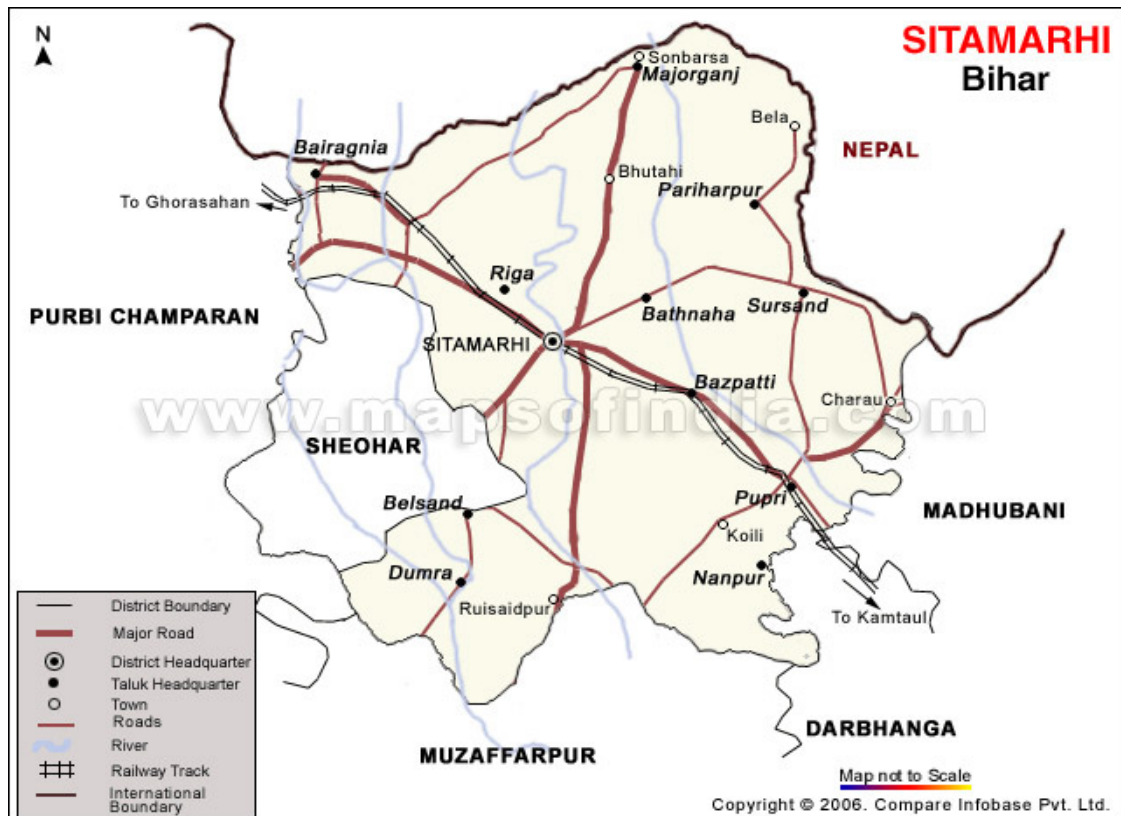 N
SITAMARHI
Bihar
Sonbarsa
Majorganj
Bela
NEPAL
Bairagnia
Bhutahi
Pariharpur
To Ghorasahan
Riga
Bathnaha
Sursand
PURBI CHAMPARAN
SITAMARHI
Bazpatti
Charau
www.mapsofindia.com
SHEOHAR
Belsand
Pupri
MADHUBANI
Koili
Dumra
Nanpur
Ruisaidpur
To Kamtaul
District Boundary
Major Road
District Headquarter
Taluk Headquarter
Town
Roads
River
Railway Track
International
Boundary
DARBHANGA
MUZAFFARPUR
Map not to Scale
Copyright © 2006. Compare Infobase Pvt. Ltd.